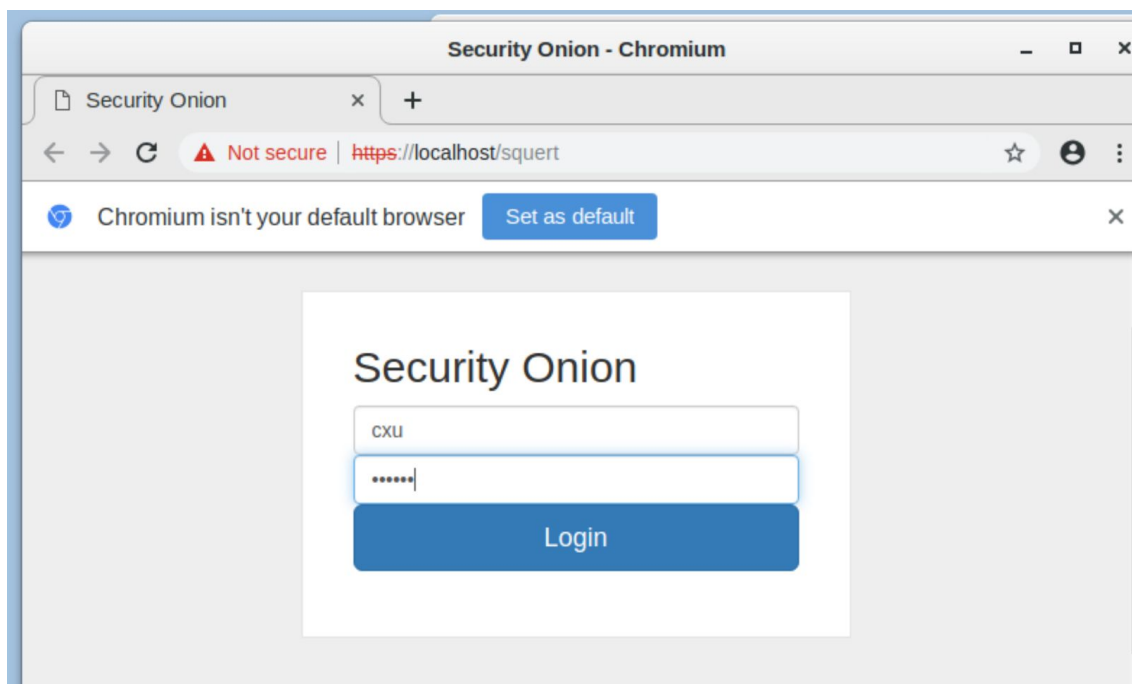 Security Onion - Chromium
Security Onion
Not secure | https://localhost/squert
Chromium isn't your default browser Set as default
Security Onion
cxu
••••••
Login